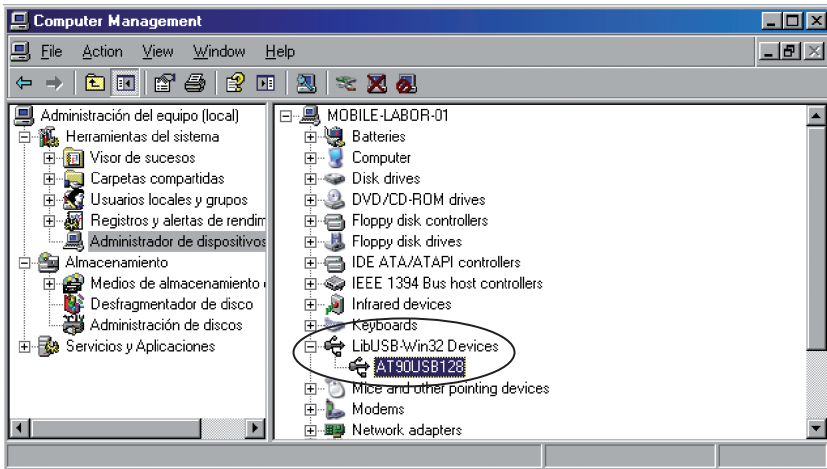 Computer Management
File Action View Window Help
Administración del equipo (local)
Herramientas del sistema
Visor de sucesos
Carpetas compartidas
Usuarios locales y grupos
Registros y alertas de rendim
Administrador de dispositivos
Almacenamiento
Medios de almacenamiento
Desfragmentador de disco
Administración de discos
Servicios y Aplicaciones
MOBILE-LABOR-01
Batteries
Computer
Disk drives
DVD/CD-ROM drives
Floppy disk controllers
Floppy disk drives
IDE ATA/ATAPI controllers
IEEE 1394 Bus host controllers
Infrared devices
Keyboards
LibUSB-Win32 Devices
AT90USB128
Mice and other pointing devices
Modems
Network adapters